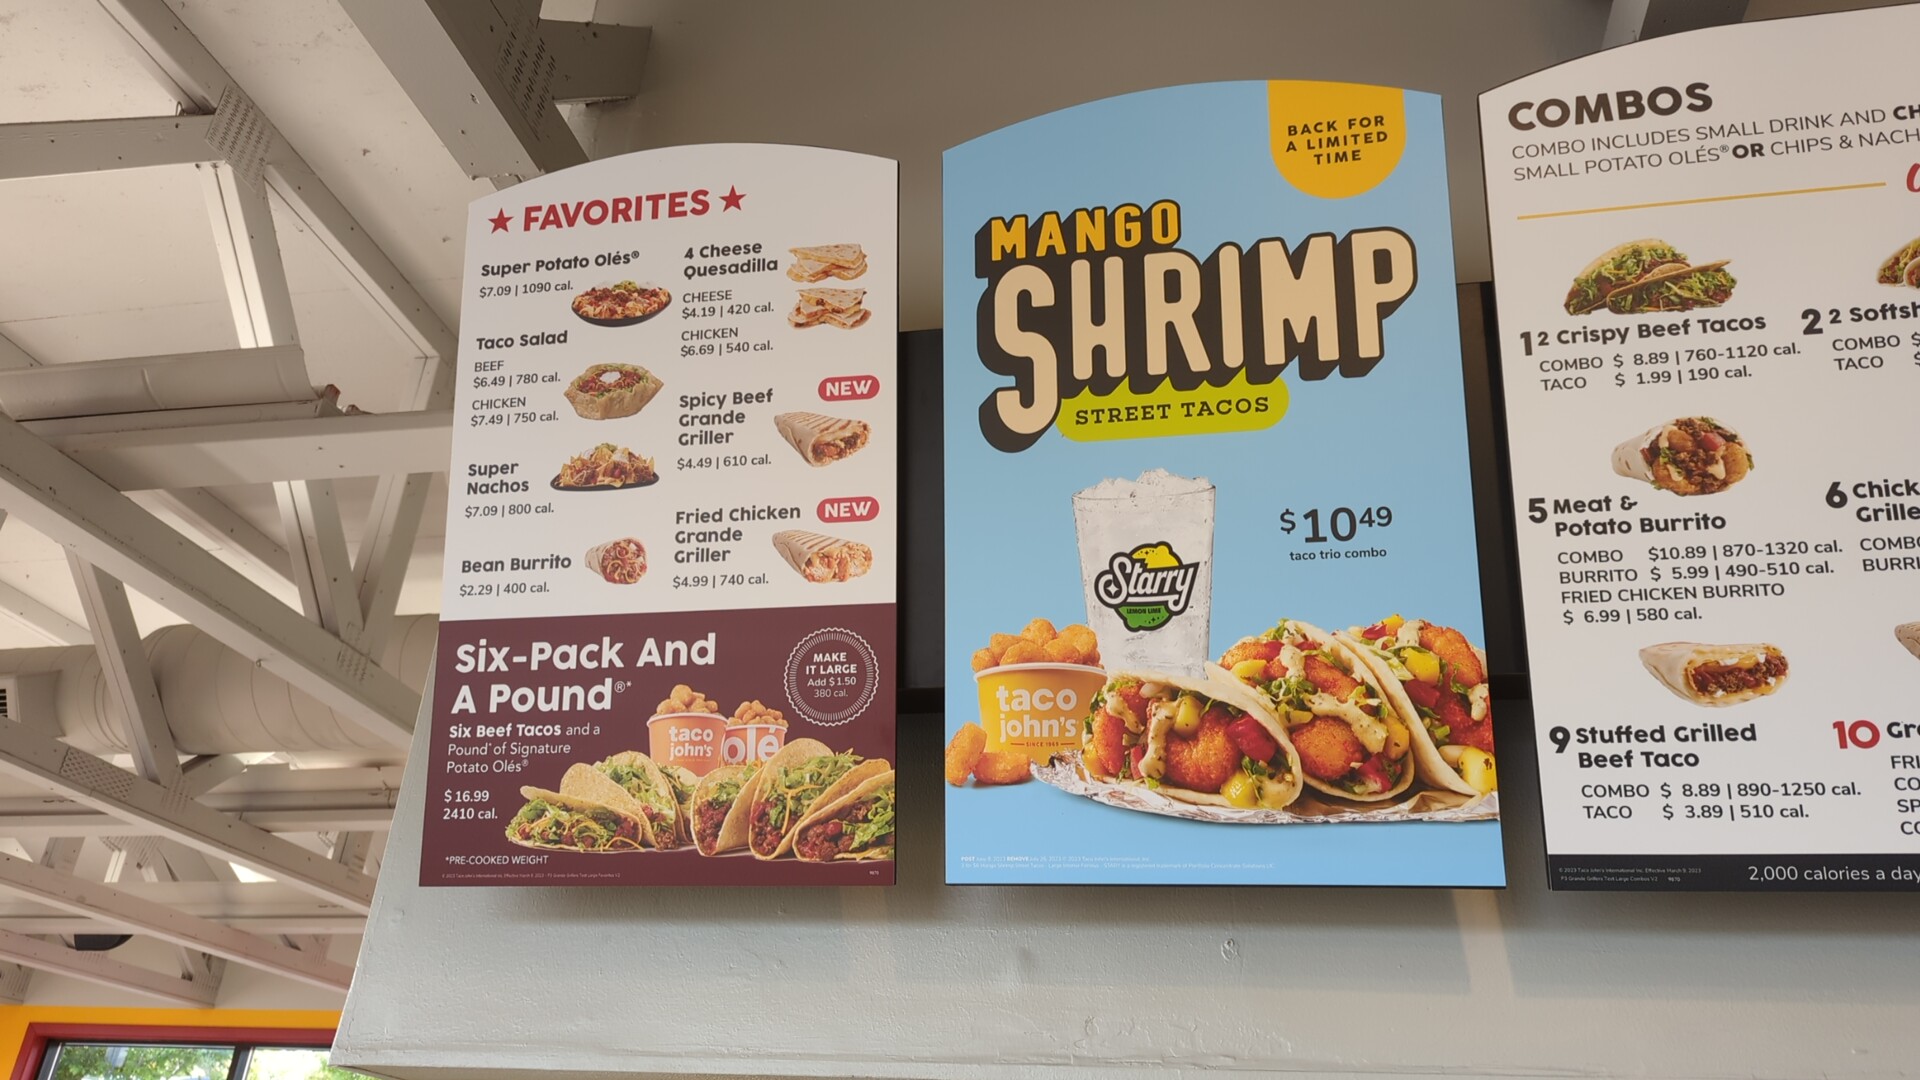 ★ FAVORITES ★
Super Potato Olés®
$7.09 | 1090 cal.
Taco Salad
BEEF
$6.49 | 780 cal.
CHICKEN
$7.49 | 750 cal.
Super
Nachos
$7.09 | 800 cal.
Bean Burrito
$2.29 | 400 cal.
4 Cheese
Quesadilla
CHEESE
$4.19 | 420 cal.
CHICKEN
$6.69 | 540 cal.
NEW
Spicy Beef
Grande
Griller
$4.49 | 610 cal.
NEW
Fried Chicken
Grande
Griller
$4.99 | 740 cal.
Six-Pack And
A Pound®*
Six Beef Tacos and a
Pound* of Signature
Potato Olés®
$16.99
2410 cal.
MAKE
IT LARGE
Add $1.50
380 cal.
taco
john's
olé
*PRE-COOKED WEIGHT
BACK FOR
A LIMITED
TIME
MANGO
SHRIMP
STREET TACOS
$10.49
taco trio combo
Starry
LEMON LIME
taco
john's
SINCE 1969
COMBOS
COMBO INCLUDES SMALL DRINK AND
SMALL POTATO OLÉS® OR CHIPS &
1 2 Crispy Beef Tacos
COMBO $ 8.89 | 760-1120 cal.
TACO $ 1.99 | 190 cal.
2 2
COMBO $
TACO $
5 Meat &
Potato Burrito
COMBO $10.89 | 870-1320 cal.
BURRITO $ 5.99 | 490-510 cal.
FRIED CHICKEN BURRITO
$ 6.99 | 580 cal.
6 Chick
Grille
COMBO
BURRI
9 Stuffed Grilled
Beef Taco
COMBO $ 8.89 | 890-1250 cal.
TACO $ 3.89 | 510 cal.
10 Gr
FRI
CO
SP
CO
2,000 calories a day